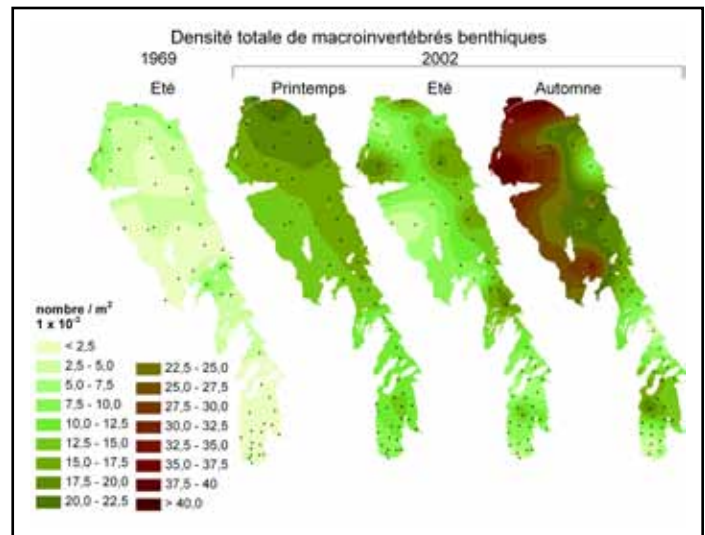 Densité totale de macroinvertébrés benthiques
1969
2002
Eté
Printemps
Eté
Automne
nombre / m²
1 x 10⁻³
< 2,5
2,5 - 5,0
5,0 - 7,5
7,5 - 10,0
10,0 - 12,5
12,5 - 15,0
15,0 - 17,5
17,5 - 20,0
20,0 - 22,5
22,5 - 25,0
25,0 - 27,5
27,5 - 30,0
30,0 - 32,5
32,5 - 35,0
35,0 - 37,5
37,5 - 40
> 40,0